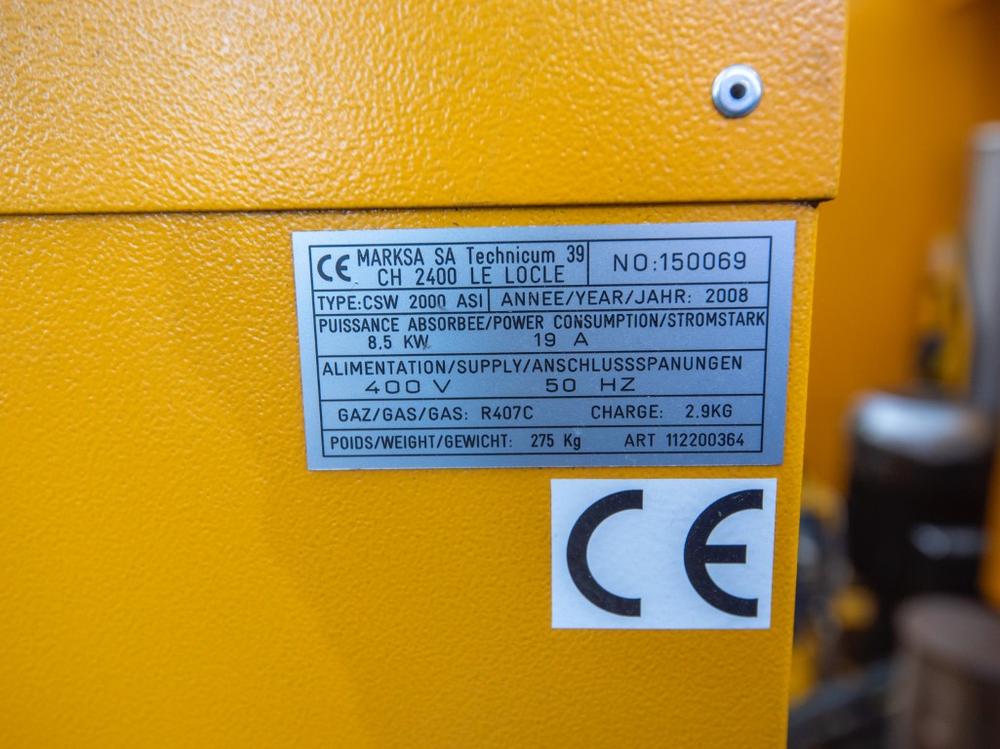 CE MARKSA SA Technicum 39
CH 2400 LE LOCLE
NO:150069
TYPE:CSW 2000 ASI ANNEE/YEAR/JAHR: 2008
PUISSANCE ABSORBEE/POWER CONSUMPTION/STROMSTARK
8,5 KW 19 A
ALIMENTATION/SUPPLY/ANSCHLUSSSPANUNGEN
400 V 50 HZ
GAZ/GAS/GAS: R407C CHARGE: 2.9KG
POIDS/WEIGHT/GEWICHT: 275 Kg ART 112200364
CE